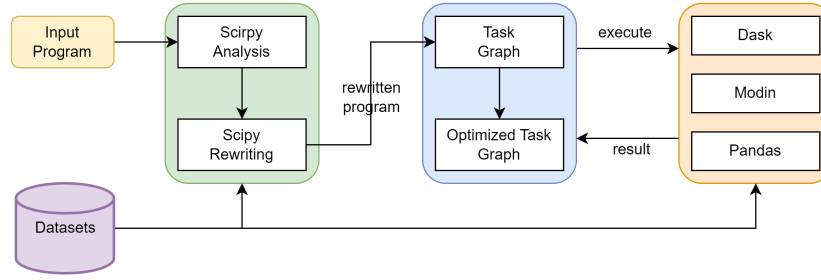 Input
Program
Scirpy
Analysis
Scipy
Rewriting
rewritten
program
Task
Graph
Optimized Task
Graph
execute
result
Dask
Modin
Pandas
Datasets